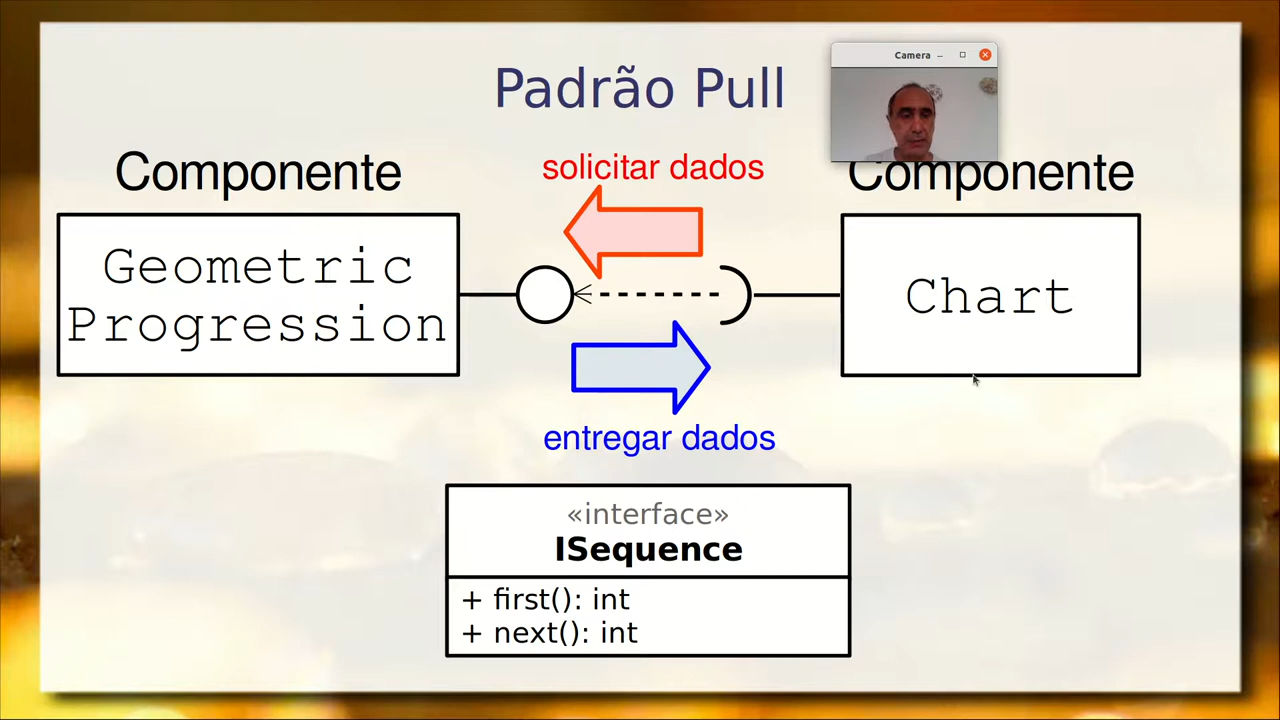 Padrão Pull
Camera
Componente
solicitar dados
Componente
Geometric
Progression
Chart
entregar dados
«interface»
ISequence
+ first(): int
+ next(): int